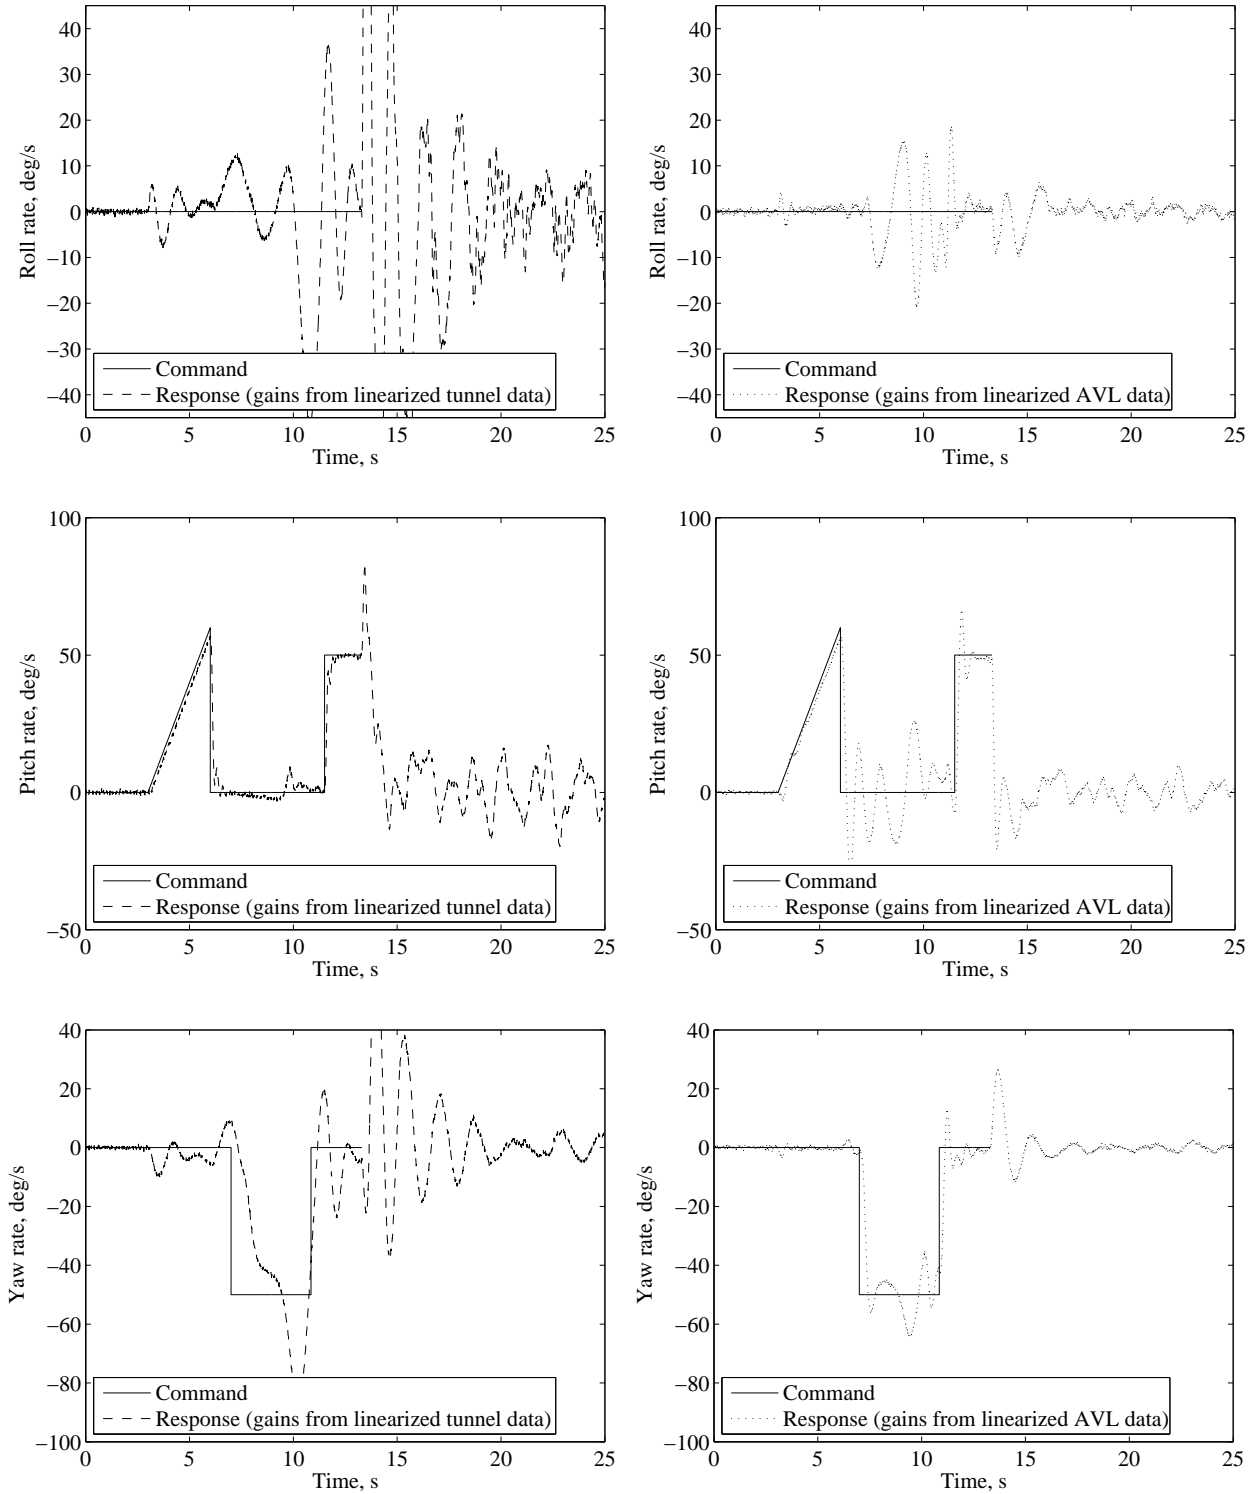 40
30
20
10
0
−10
−20
−30
−40
Roll rate, deg/s
Command
Response (gains from linearized tunnel data)
0 5 10 15 20 25
Time, s
40
30
20
10
0
−10
−20
−30
−40
Roll rate, deg/s
Command
Response (gains from linearized AVL data)
0 5 10 15 20 25
Time, s
100
50
0
−50
Pitch rate, deg/s
Command
Response (gains from linearized tunnel data)
0 5 10 15 20 25
Time, s
100
50
0
−50
Pitch rate, deg/s
Command
Response (gains from linearized AVL data)
0 5 10 15 20 25
Time, s
40
20
0
−20
−40
−60
−80
−100
Yaw rate, deg/s
Command
Response (gains from linearized tunnel data)
0 5 10 15 20 25
Time, s
40
20
0
−20
−40
−60
−80
−100
Yaw rate, deg/s
Command
Response (gains from linearized AVL data)
0 5 10 15 20 25
Time, s